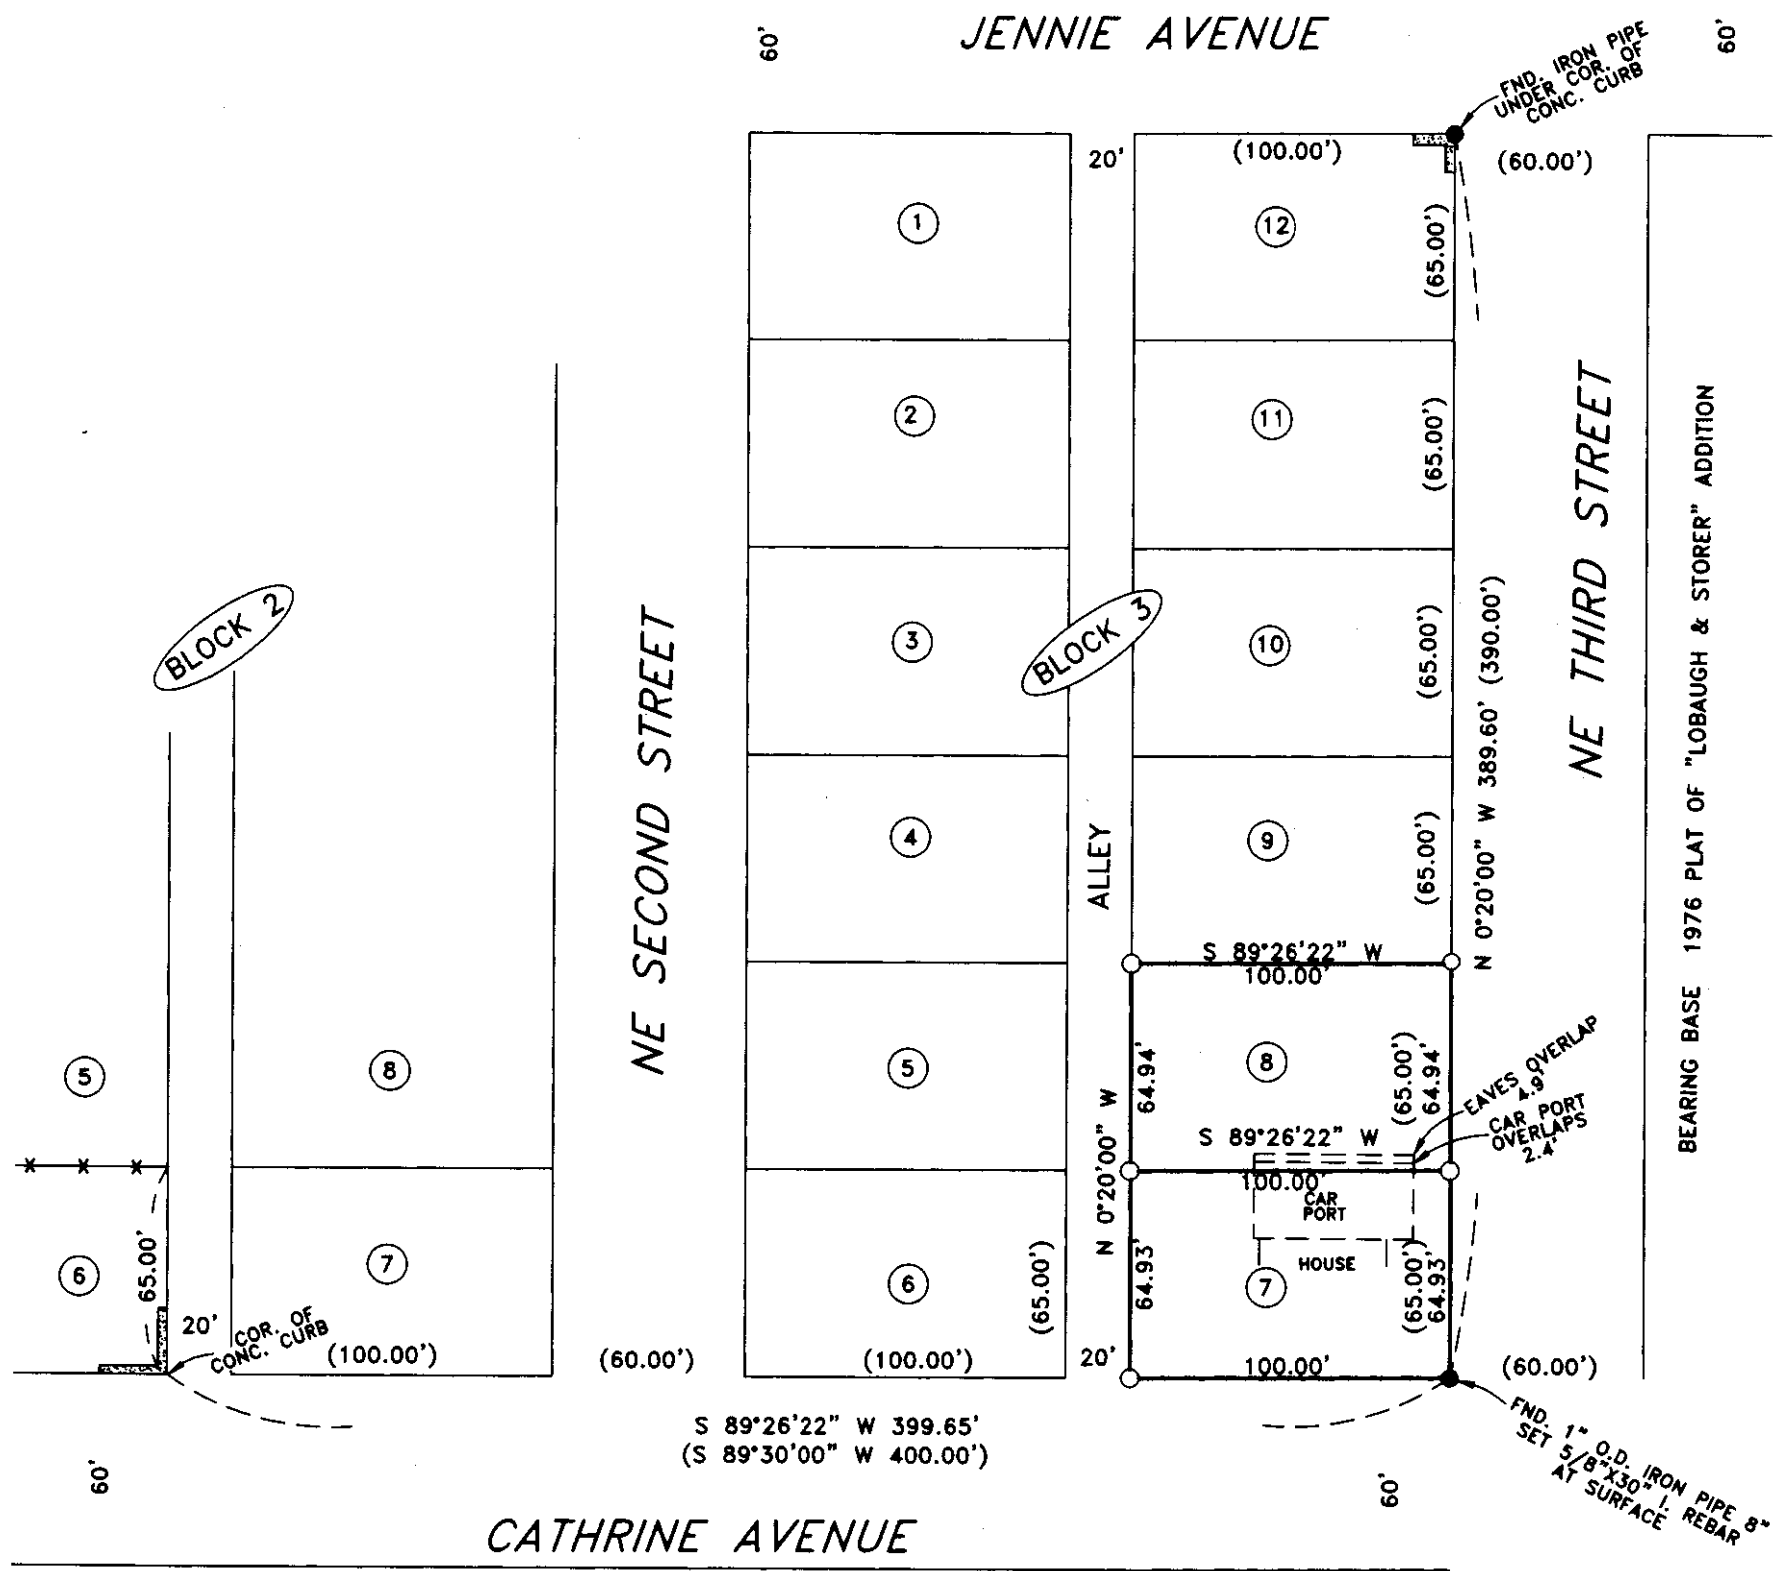 60'
JENNIE AVENUE
60'
FND. IRON PIPE
UNDER COR. OF
CONC. CURB
20'
(100.00')
(60.00')
1
12
(65.00')
2
11
(65.00')
NE THIRD STREET
BEARING BASE 1976 PLAT OF "LOBAUGH & STORER" ADDITION
BLOCK 2
NE SECOND STREET
3
BLOCK 3
10
(65.00')
N 0°20'00" W 389.60' (390.00')
4
ALLEY
9
(65.00')
S 89°26'22" W
100.00'
5
8
5
64.94'
8
(65.00')
64.94'
EAVES OVERLAP
4.9'
CAR PORT
OVERLAPS
2.4'
N 0°20'00" W
S 89°26'22" W
100.00'
CAR
PORT
HOUSE
6
65.00'
7
6
(65.00')
64.93'
7
(65.00')
64.93'
20'
COR. OF
CONC. CURB
(100.00')
(60.00')
(100.00')
20'
100.00'
(60.00')
S 89°26'22" W 399.65'
(S 89°30'00" W 400.00')
FND. 1" O.D. IRON PIPE 8"
SET 5/8"X30" I. REBAR
AT SURFACE
60'
60'
CATHRINE AVENUE